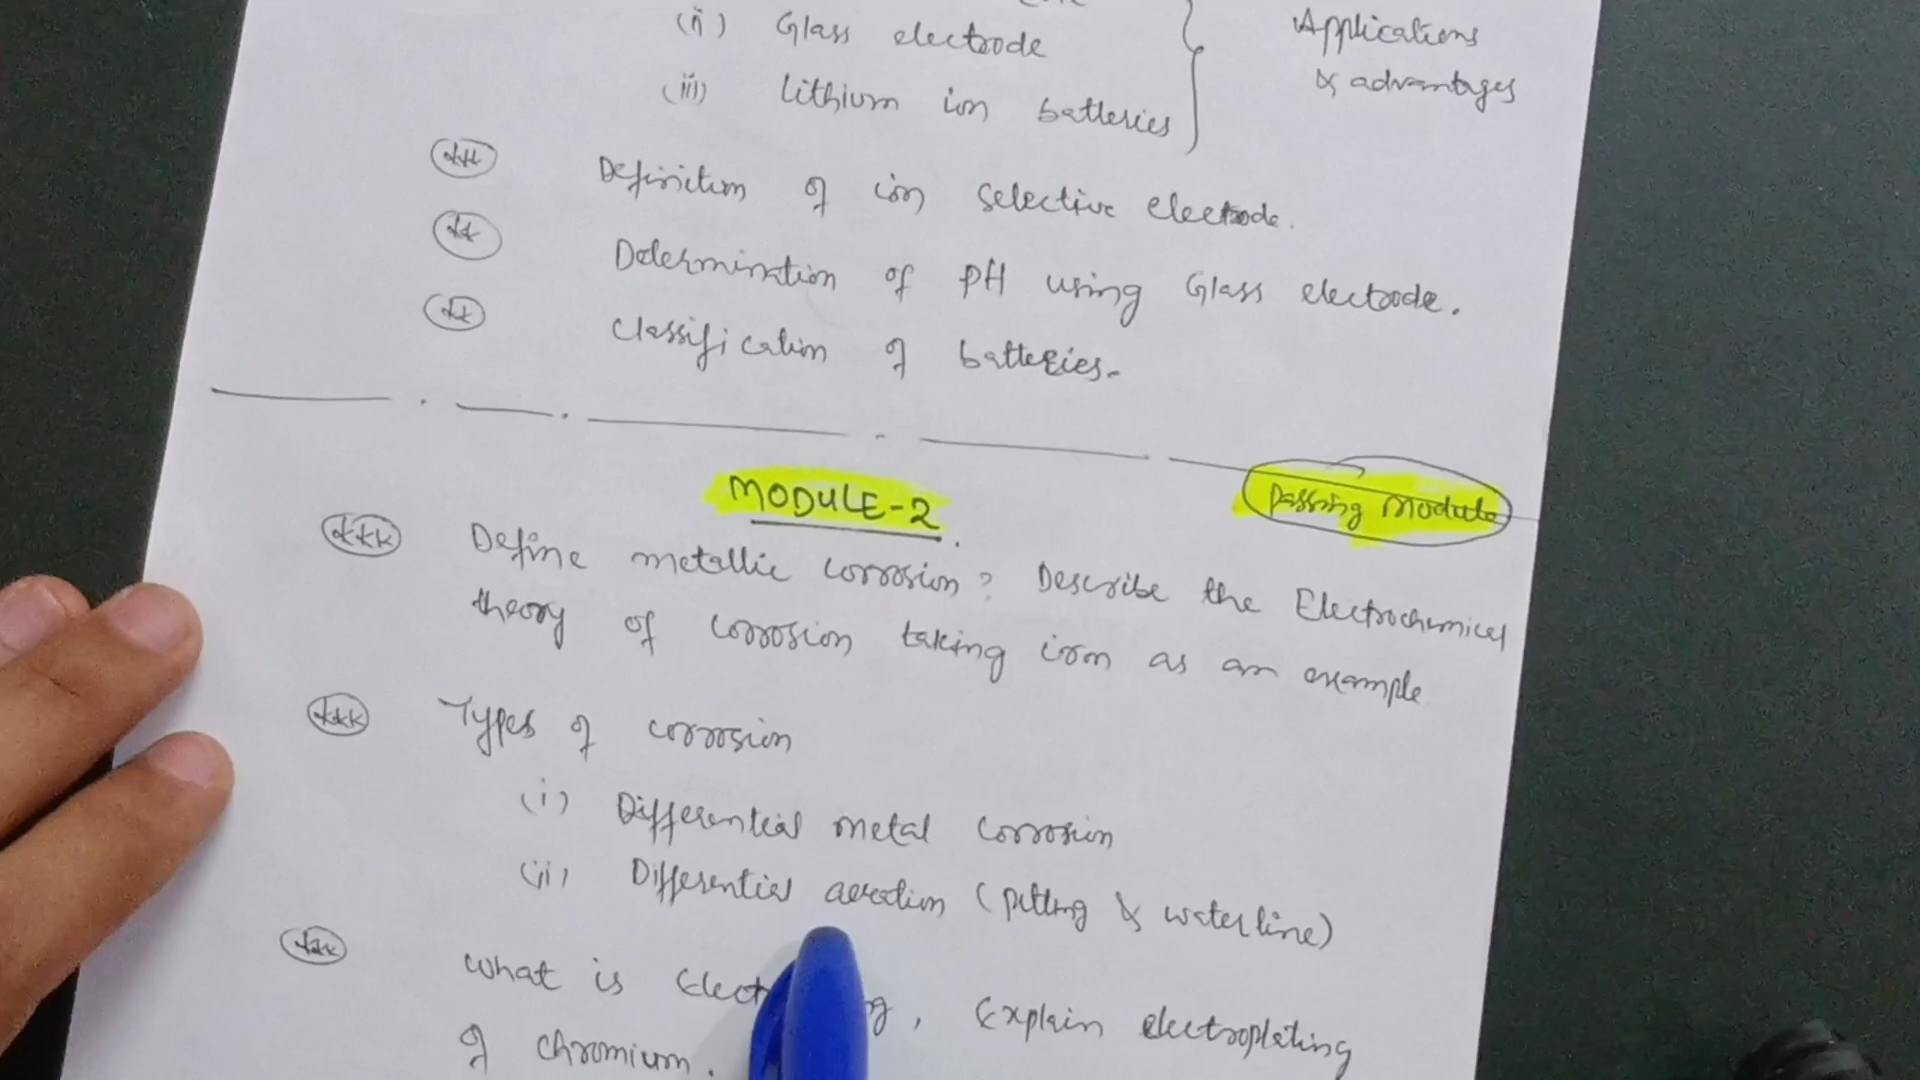 (ii) Glass electrode
(iii) Lithium ion batteries
Applications
& advantages
*** Definition of ion selective electrode.
** Determination of pH using Glass electrode.
** classification of batteries.
MODULE-2
Passing Module
*** Define metallic corrosion? Describe the Electrochemical
theory of corrosion taking iron as an example
*** Types of corrosion
(i) Differential metal corrosion
(ii) Differential aeration (pitting & waterline)
*** What is , Explain electroplating
of chromium.